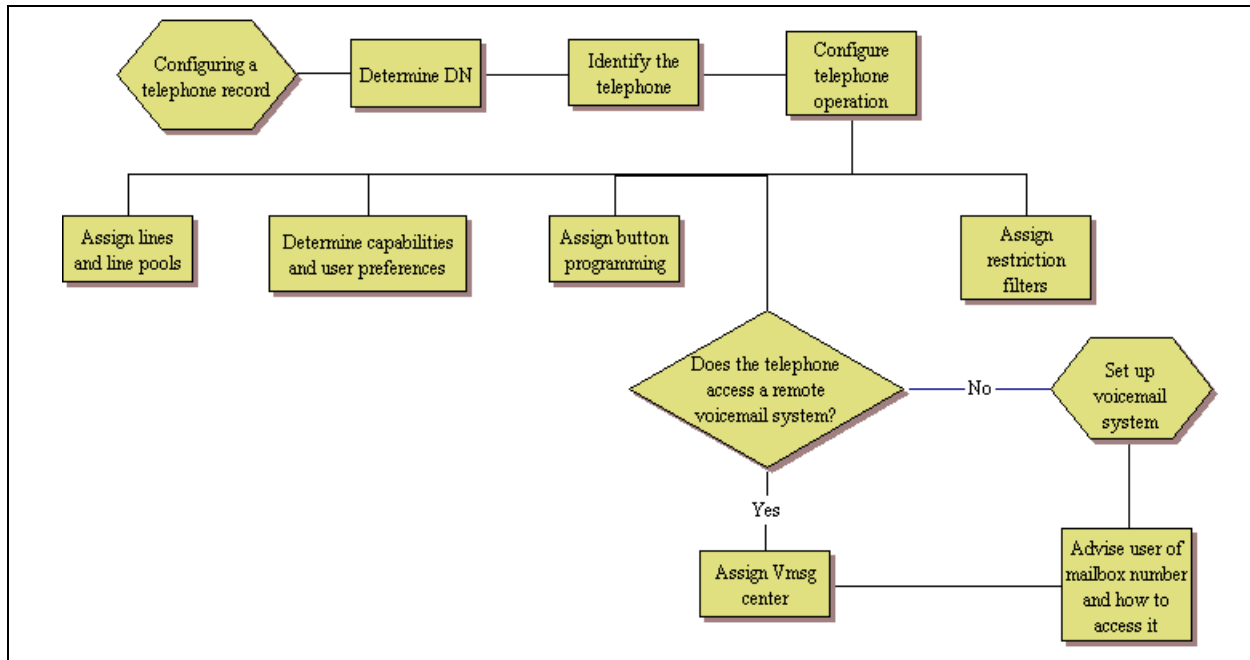 Configuring a
telephone record
Determine DN
Identify the
telephone
Configure
telephone
operation
Assign lines
and line pools
Determine capabilities
and user preferences
Assign button
programming
Assign
restriction
filters
Does the telephone
access a remote
voicemail system?
No
Set up
voicemail
system
Yes
Assign Vmsg
center
Advise user of
mailbox number
and how to
access it